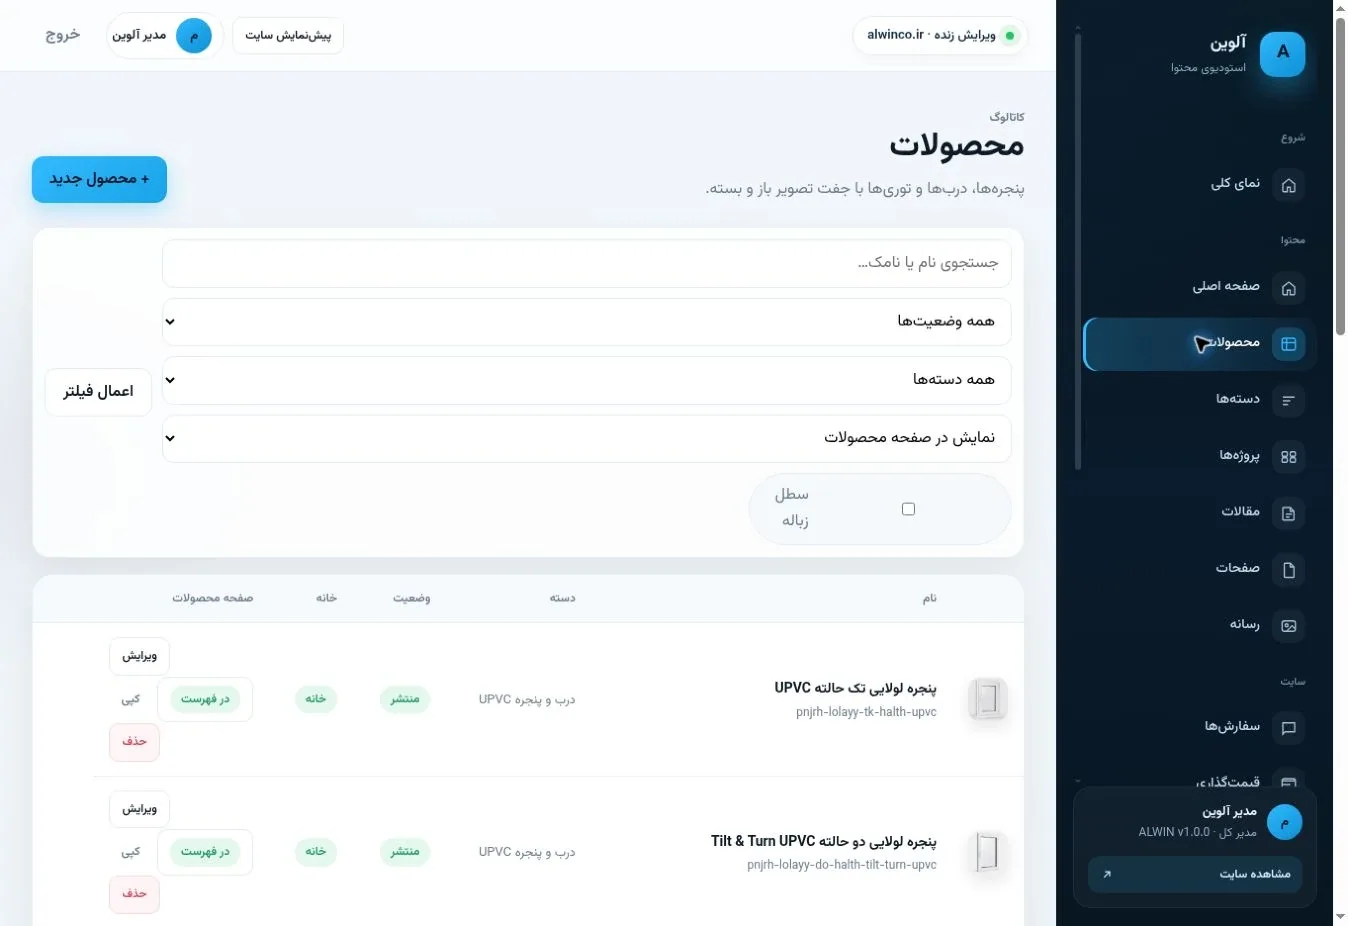 A
آلوین
استودیوی محتوا
شروع
نمای کلی
محتوا
صفحه اصلی
محصولات
دسته‌ها
پروژه‌ها
مقالات
صفحات
رسانه
سایت
سفارش‌ها
قیمت‌گذاری
م
مدیر آلوین
مدیر کل · ALWIN v1.0.0
مشاهده سایت ↗
ویرایش زنده · alwinco.ir
پیش‌نمایش سایت
م
مدیر آلوین
خروج
کاتالوگ
محصولات
پنجره‌ها، درب‌ها و توری‌ها با جفت تصویر باز و بسته.
+ محصول جدید
جستجوی نام یا نامک...
همه وضعیت‌ها
همه دسته‌ها
نمایش در صفحه محصولات
سطل
زباله
اعمال فیلتر
نام دسته وضعیت خانه صفحه محصولات
پنجره لولایی تک حالته UPVC
pnjrh-lolayy-tk-halth-upvc
درب و پنجره UPVC
منتشر
خانه
در فهرست
ویرایش
کپی
حذف
پنجره لولایی دو حالته Tilt & Turn UPVC
pnjrh-lolayy-do-halth-tilt-turn-upvc
درب و پنجره UPVC
منتشر
خانه
در فهرست
ویرایش
کپی
حذف